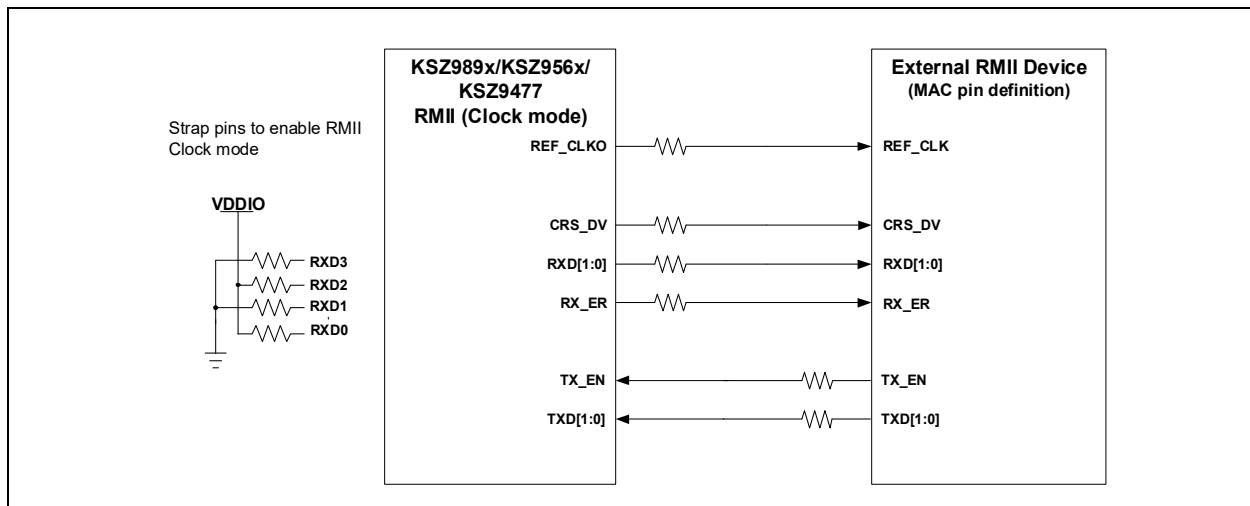 KSZ989x/KSZ956x/
KSZ9477
RMII (Clock mode)
External RMII Device
(MAC pin definition)
Strap pins to enable RMII
Clock mode
VDDIO
RXD3
RXD2
RXD1
RXD0
REF_CLKO
REF_CLK
CRS_DV
CRS_DV
RXD[1:0]
RXD[1:0]
RX_ER
RX_ER
TX_EN
TX_EN
TXD[1:0]
TXD[1:0]